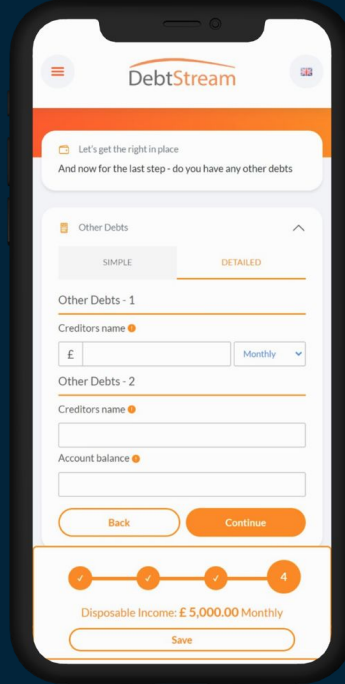 DebtStream
Let's get the right in place
And now for the last step - do you have any other debts
Other Debts
SIMPLE DETAILED
Other Debts - 1
Creditors name
£ Monthly
Other Debts - 2
Creditors name
Account balance
Back Continue
4
Disposable Income: £ 5,000.00 Monthly
Save